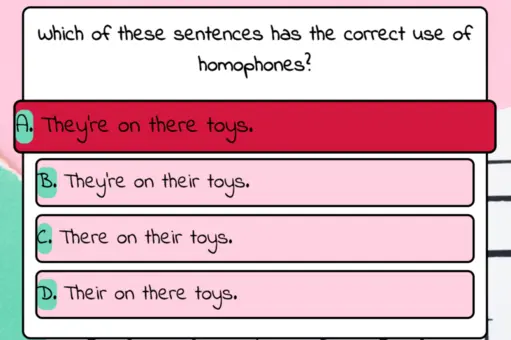 Which of these sentences has the correct use of
homophones?
A. They're on there toys.
B. They're on their toys.
C. There on their toys.
D. Their on there toys.